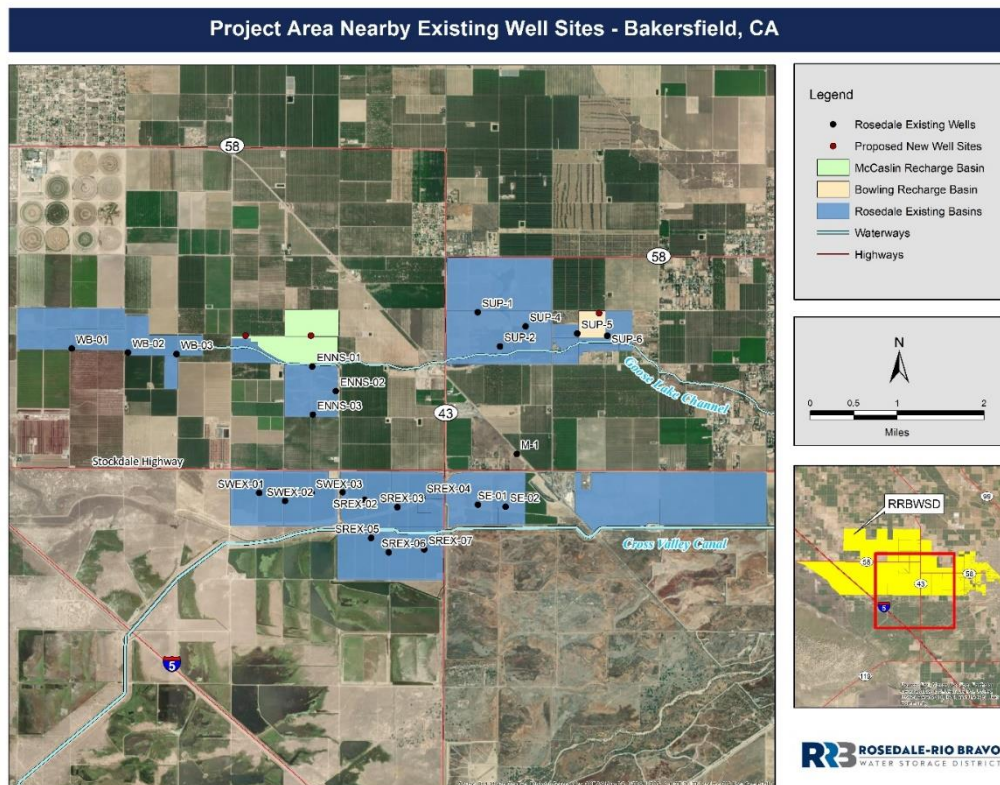 Project Area Nearby Existing Well Sites - Bakersfield, CA
58
58
WB-01
WB-02
WB-03
ENNS-01
ENNS-02
ENNS-03
SUP-1
SUP-4
SUP-2
SUP-5
SUP-6
Goose Lake Channel
43
M-1
Stockdale Highway
SWEX-01
SWEX-02
SWEX-03
SREX-02
SREX-03
SREX-04
SE-01
SE-02
SREX-05
SREX-06
SREX-07
Cross Valley Canal
5
Legend
Rosedale Existing Wells
Proposed New Well Sites
McCaslin Recharge Basin
Bowling Recharge Basin
Rosedale Existing Basins
Waterways
Highways
N
0 0.5 1 2
Miles
RRBWSD
99
58
58
43
5
119
RRB ROSEDALE-RIO BRAVO
WATER STORAGE DISTRICT